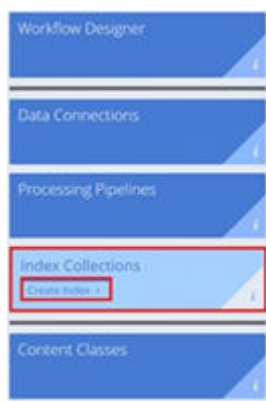 Workflow Designer
Data Connections
Processing Pipelines
Index Collections
Create Index
Content Classes